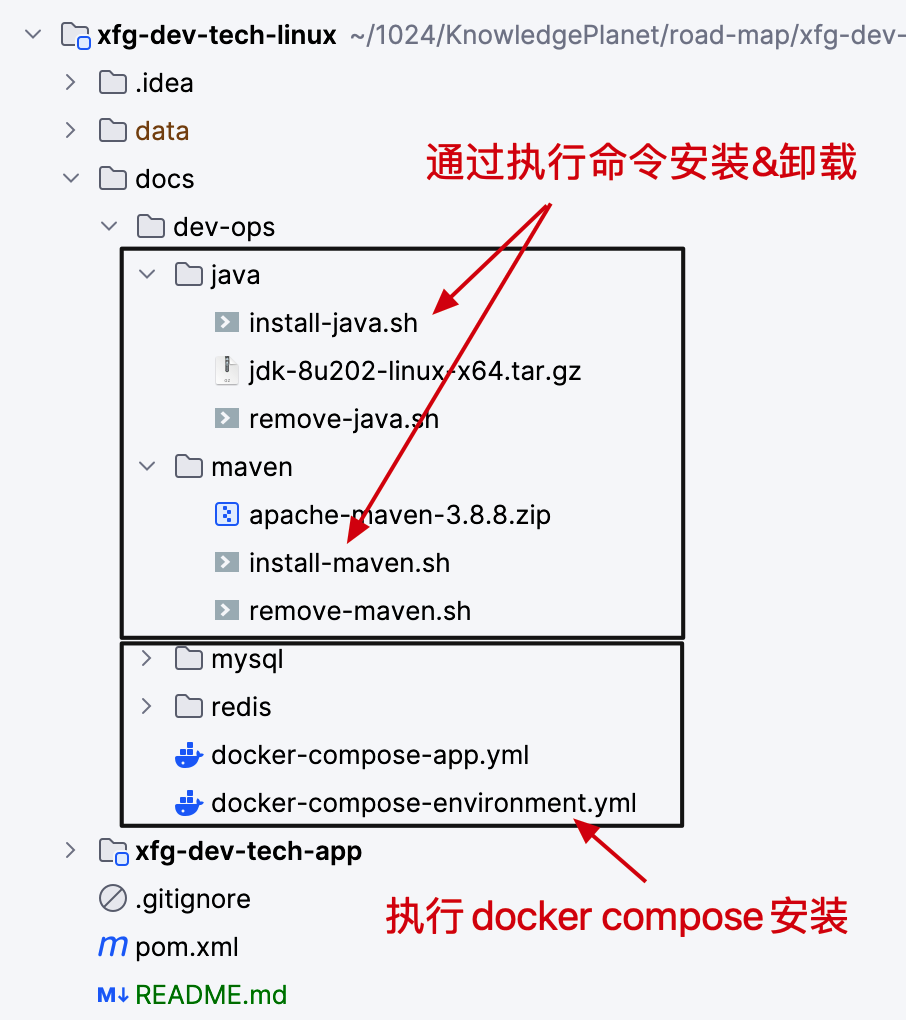 xfg-dev-tech-linux ~/1024/KnowledgePlanet/road-map/xfg-dev-
.idea
data
通过执行命令安装&卸载
docs
dev-ops
java
install-java.sh
jdk-8u202-linux-x64.tar.gz
remove-java.sh
maven
apache-maven-3.8.8.zip
install-maven.sh
remove-maven.sh
mysql
redis
docker-compose-app.yml
docker-compose-environment.yml
xfg-dev-tech-app
.gitignore
执行 docker compose 安装
pom.xml
README.md